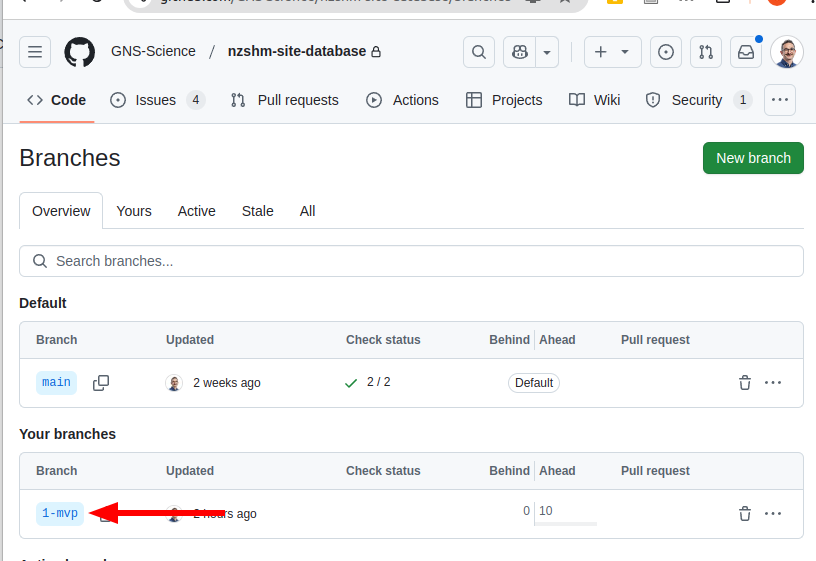 GNS-Science / nzshm-site-database
Code Issues 4 Pull requests Actions Projects Wiki Security 1
Branches
New branch
Overview Yours Active Stale All
Search branches...
Default
Branch Updated Check status Behind Ahead Pull request
main 2 weeks ago 2 / 2 Default
Your branches
Branch Updated Check status Behind Ahead Pull request
1-mvp 2 hours ago 0 10